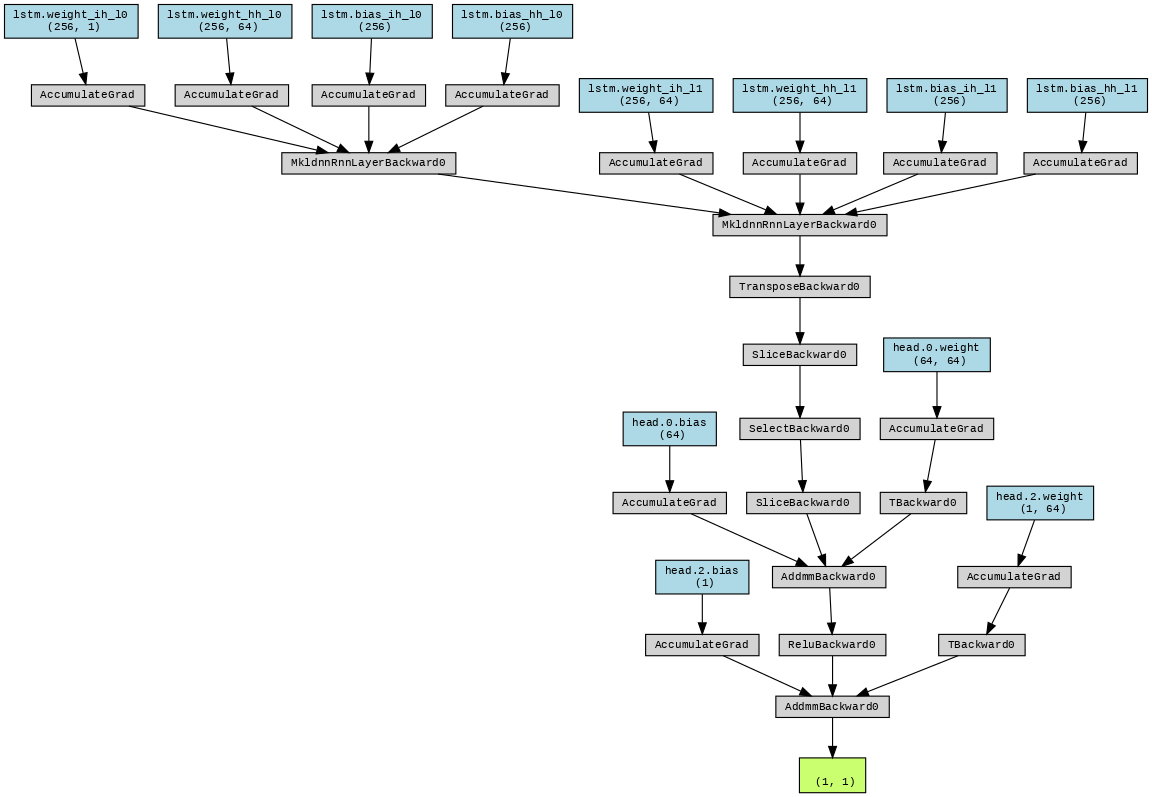 lstm.weight_ih_l0
(256, 1)
lstm.weight_hh_l0
(256, 64)
lstm.bias_ih_l0
(256)
lstm.bias_hh_l0
(256)
AccumulateGrad
AccumulateGrad
AccumulateGrad
AccumulateGrad
lstm.weight_ih_l1
(256, 64)
lstm.weight_hh_l1
(256, 64)
lstm.bias_ih_l1
(256)
lstm.bias_hh_l1
(256)
MkldnnRnnLayerBackward0
AccumulateGrad
AccumulateGrad
AccumulateGrad
AccumulateGrad
MkldnnRnnLayerBackward0
TransposeBackward0
SliceBackward0
head.0.weight
(64, 64)
head.0.bias
(64)
SelectBackward0
AccumulateGrad
AccumulateGrad
SliceBackward0
TBackward0
head.2.weight
(1, 64)
head.2.bias
(1)
AddmmBackward0
AccumulateGrad
AccumulateGrad
ReluBackward0
TBackward0
AddmmBackward0
(1, 1)